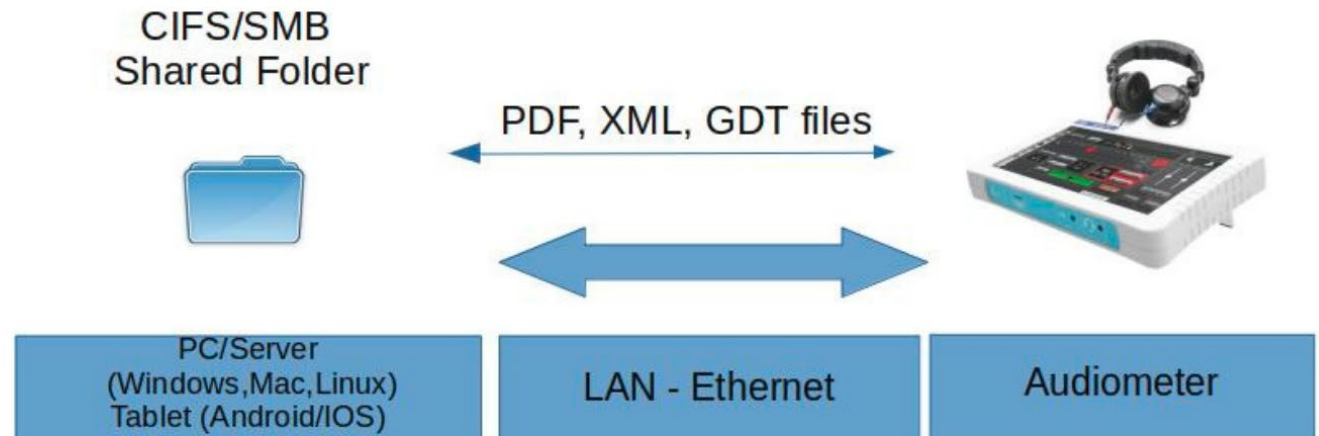 CIFS/SMB
Shared Folder
PDF, XML, GDT files
PC/Server
(Windows,Mac,Linux)
Tablet (Android/IOS)
LAN - Ethernet
Audiometer